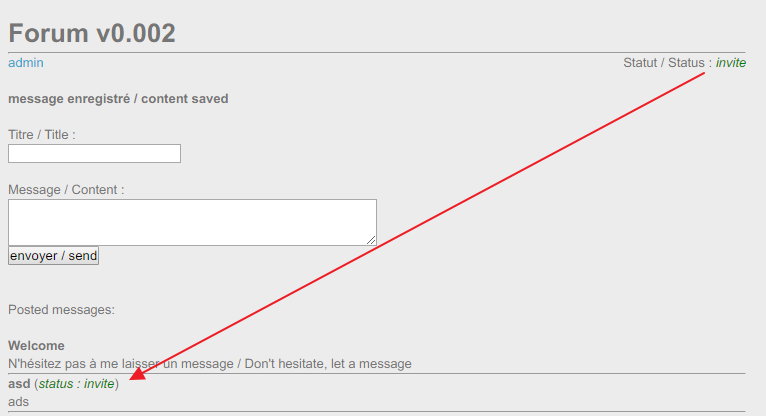 Forum v0.002
admin Statut / Status : invite
message enregistré / content saved
Titre / Title :
Message / Content :
envoyer / send
Posted messages:
Welcome
N'hésitez pas à me laisser un message / Don't hesitate, let a message
asd (status : invite)
ads